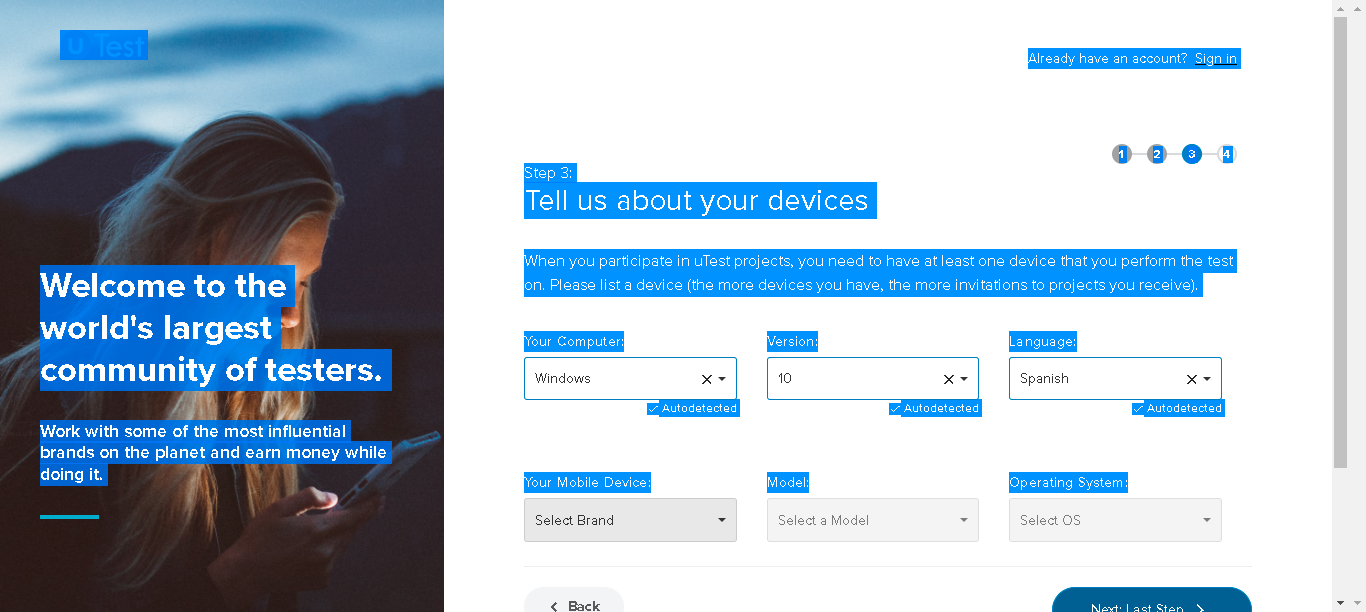 u Test
Already have an account? Sign in
1 2 3 4
Step 3:
Tell us about your devices
Welcome to the
world's largest
community of testers.
Work with some of the most influential
brands on the planet and earn money while
doing it.
When you participate in uTest projects, you need to have at least one device that you perform the test
on. Please list a device (the more devices you have, the more invitations to projects you receive).
Your Computer: Version: Language:
Windows 10 Spanish
Autodetected Autodetected Autodetected
Your Mobile Device: Model: Operating System:
Select Brand Select a Model Select OS
Back Next: Last Step